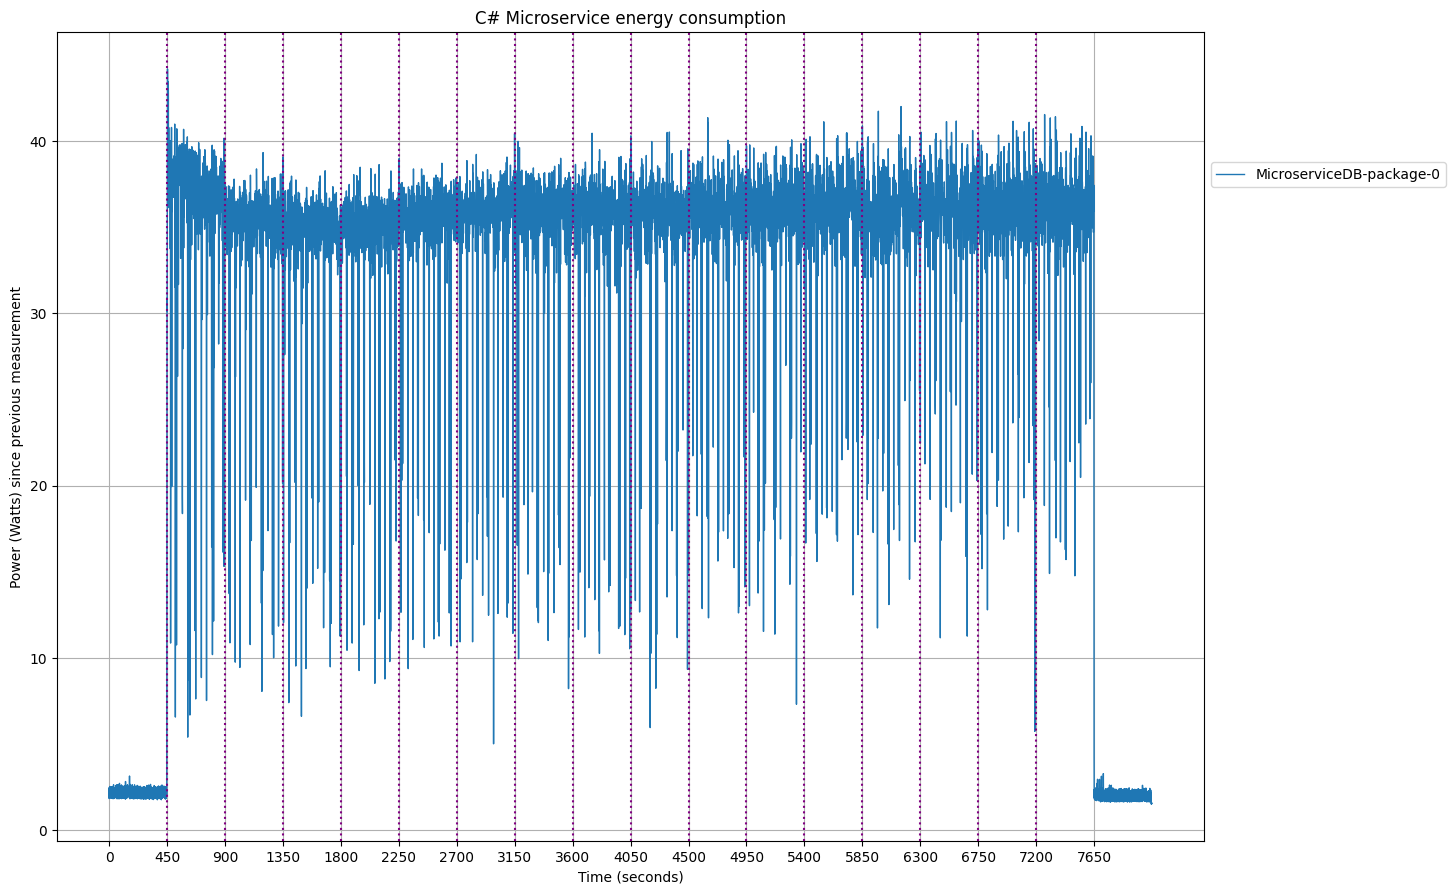 C# Microservice energy consumption
Power (Watts) since previous measurement
40
30
20
10
0
0 450 900 1350 1800 2250 2700 3150 3600 4050 4500 4950 5400 5850 6300 6750 7200 7650
Time (seconds)
MicroserviceDB-package-0